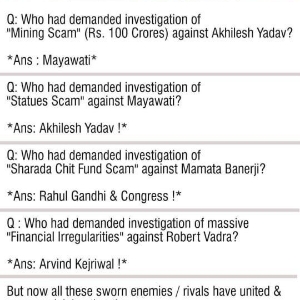 Q: Who had demanded investigation of
"Mining Scam" (Rs. 100 Crores) against Akhilesh Yadav?
*Ans : Mayawati*
Q: Who had demanded investigation of
"Statues Scam" against Mayawati?
*Ans: Akhilesh Yadav !*
Q: Who had demanded investigation of
"Sharada Chit Fund Scam" against Mamata Banerji?
*Ans: Rahul Gandhi & Congress !*
Q : Who had demanded investigation of massive
"Financial Irregularities" against Robert Vadra?
*Ans: Arvind Kejriwal !*
But now all these sworn enemies / rivals have united &